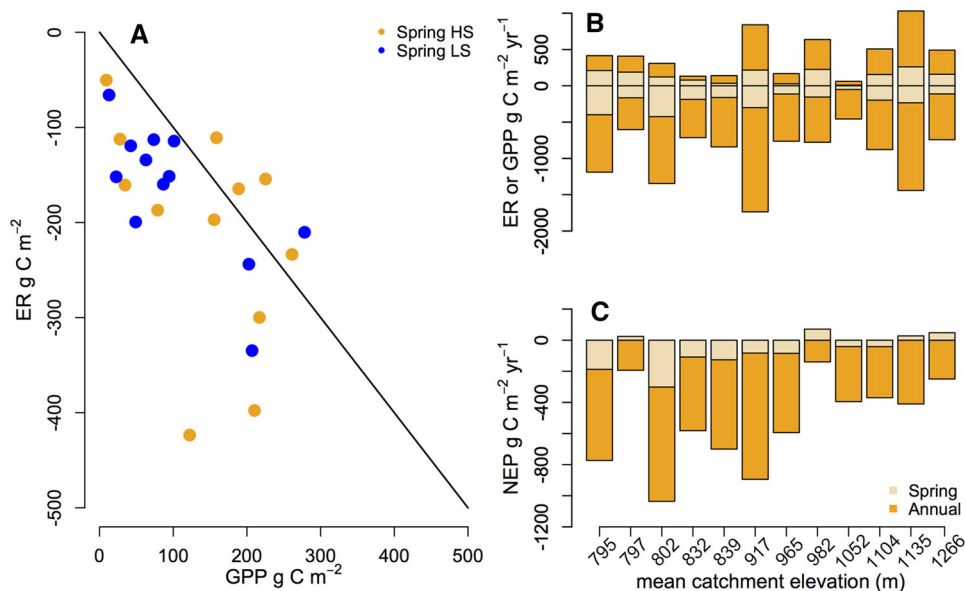 A
Spring HS
Spring LS
0
-100
-200
-300
-400
-500
ER g C m⁻²
0 100 200 300 400 500
GPP g C m⁻²
B
500
0
-1000
-2000
ER or GPP g C m⁻² yr⁻¹
C
0
-400
-800
-1200
NEP g C m⁻² yr⁻¹
Spring
Annual
795 797 802 832 839 917 965 982 1052 1104 1135 1266
mean catchment elevation (m)